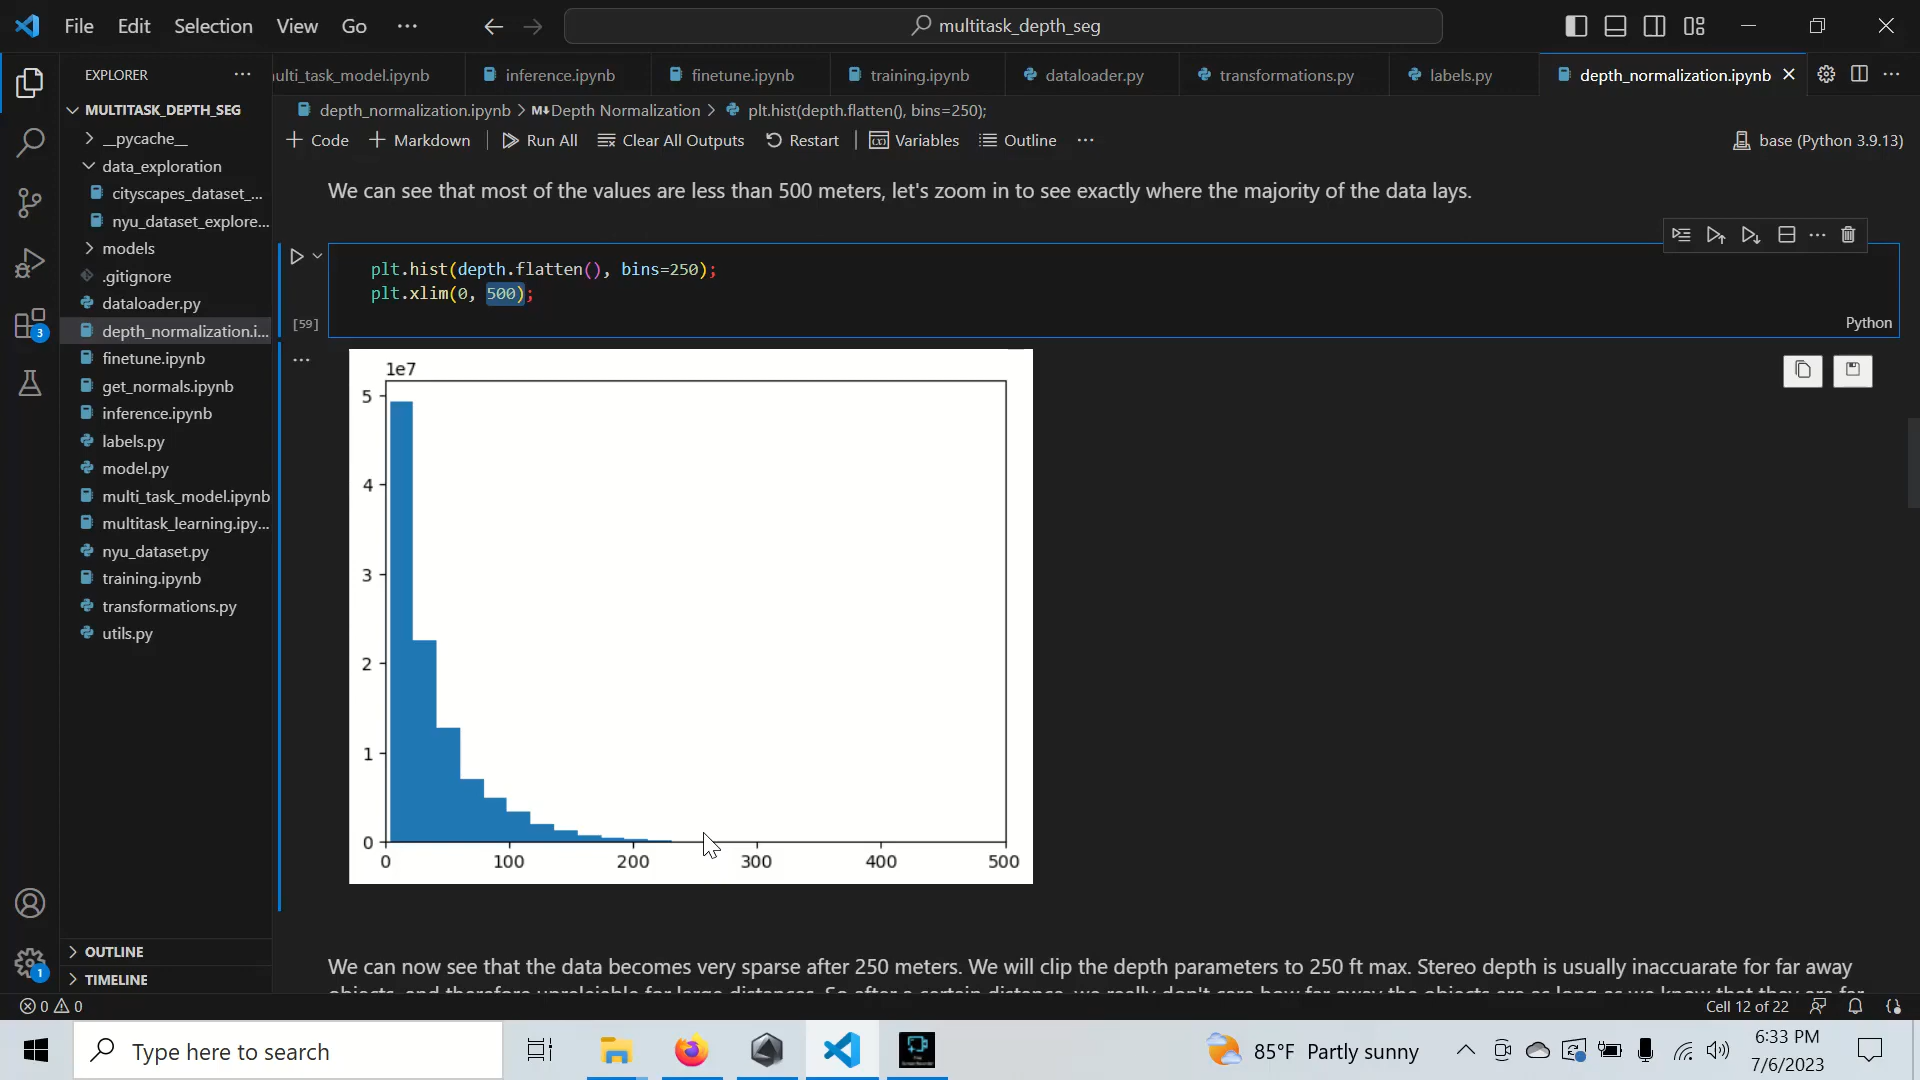 File Edit Selection View Go ··· multitask_depth_seg
EXPLORER ···
ulti_task_model.ipynb inference.ipynb finetune.ipynb training.ipynb dataloader.py transformations.py labels.py depth_normalization.ipynb
depth_normalization.ipynb > M↓Depth Normalization > plt.hist(depth.flatten(), bins=250);
+ Code + Markdown Run All Clear All Outputs Restart Variables Outline ··· base (Python 3.9.13)
MULTITASK_DEPTH_SEG
__pycache__
data_exploration
cityscapes_dataset_...
nyu_dataset_explore...
models
.gitignore
dataloader.py
depth_normalization.i...
finetune.ipynb
get_normals.ipynb
inference.ipynb
labels.py
model.py
multi_task_model.ipynb
multitask_learning.ipy...
nyu_dataset.py
training.ipynb
transformations.py
utils.py
OUTLINE
TIMELINE
3
1
We can see that most of the values are less than 500 meters, let's zoom in to see exactly where the majority of the data lays.
plt.hist(depth.flatten(), bins=250);
plt.xlim(0, 500);
[59]
Python
1e7
5
4
3
2
1
0
0 100 200 300 400 500
We can now see that the data becomes very sparse after 250 meters. We will clip the depth parameters to 250 ft max. Stereo depth is usually inaccuarate for far away
0 0 Cell 12 of 22
Type here to search
85°F Partly sunny
6:33 PM
7/6/2023